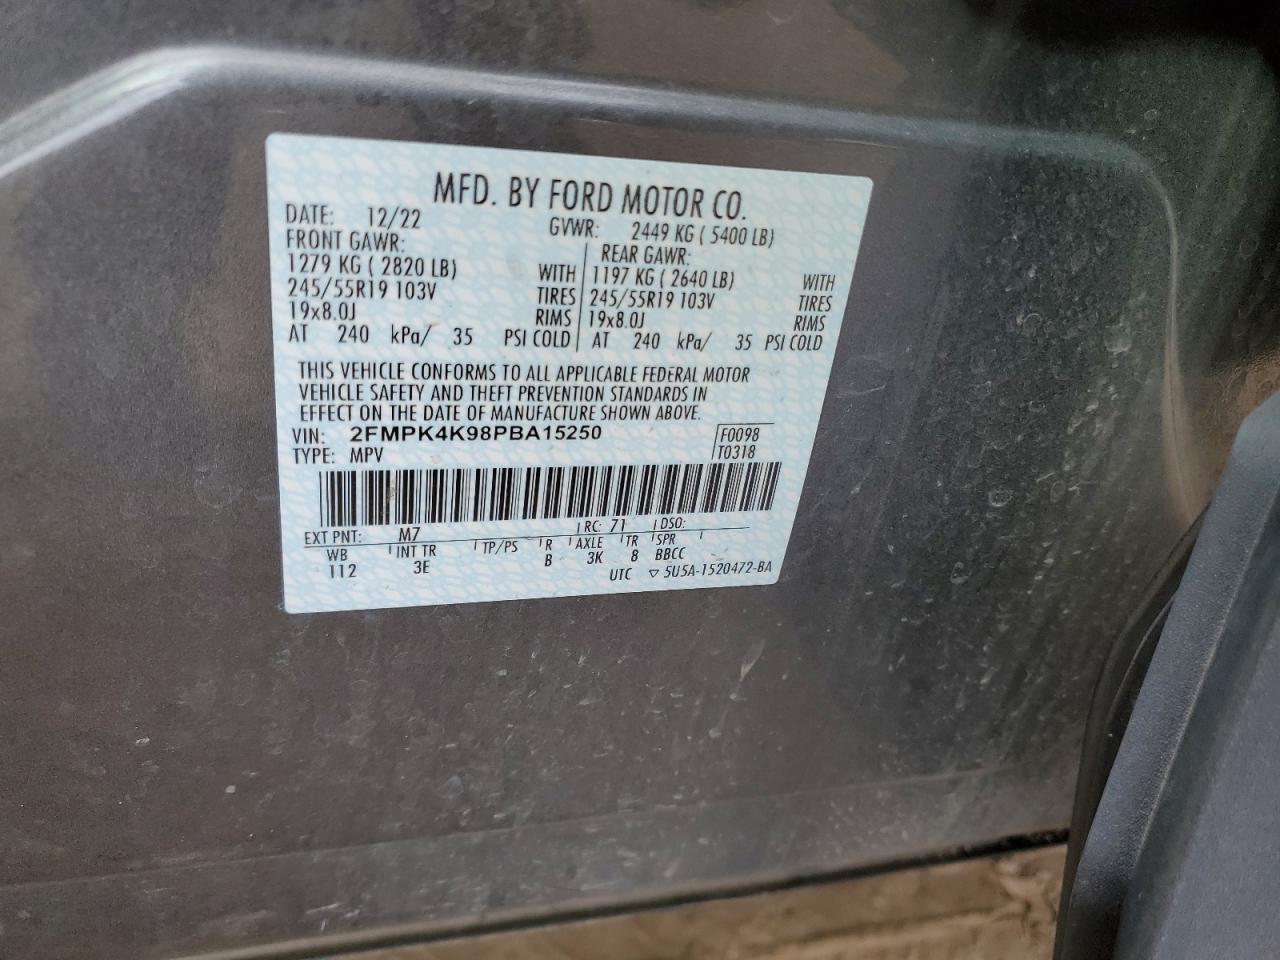 MFD. BY FORD MOTOR CO.
DATE: 12/22 GVWR: 2449 KG ( 5400 LB)
FRONT GAWR: REAR GAWR:
1279 KG ( 2820 LB) WITH 1197 KG ( 2640 LB) WITH
245/55R19 103V TIRES 245/55R19 103V TIRES
19x8.0J RIMS 19x8.0J RIMS
AT 240 kPa/ 35 PSI COLD AT 240 kPa/ 35 PSI COLD
THIS VEHICLE CONFORMS TO ALL APPLICABLE FEDERAL MOTOR
VEHICLE SAFETY AND THEFT PREVENTION STANDARDS IN
EFFECT ON THE DATE OF MANUFACTURE SHOWN ABOVE.
VIN: 2FMPK4K98PBA15250 F0098
TYPE: MPV T0318
EXT PNT: M7 RC: 71 DSO:
WB INT TR TP/PS R AXLE TR SPR
112 3E B 3K 8 BBCC
UTC ▽ 5U5A-1520472-BA